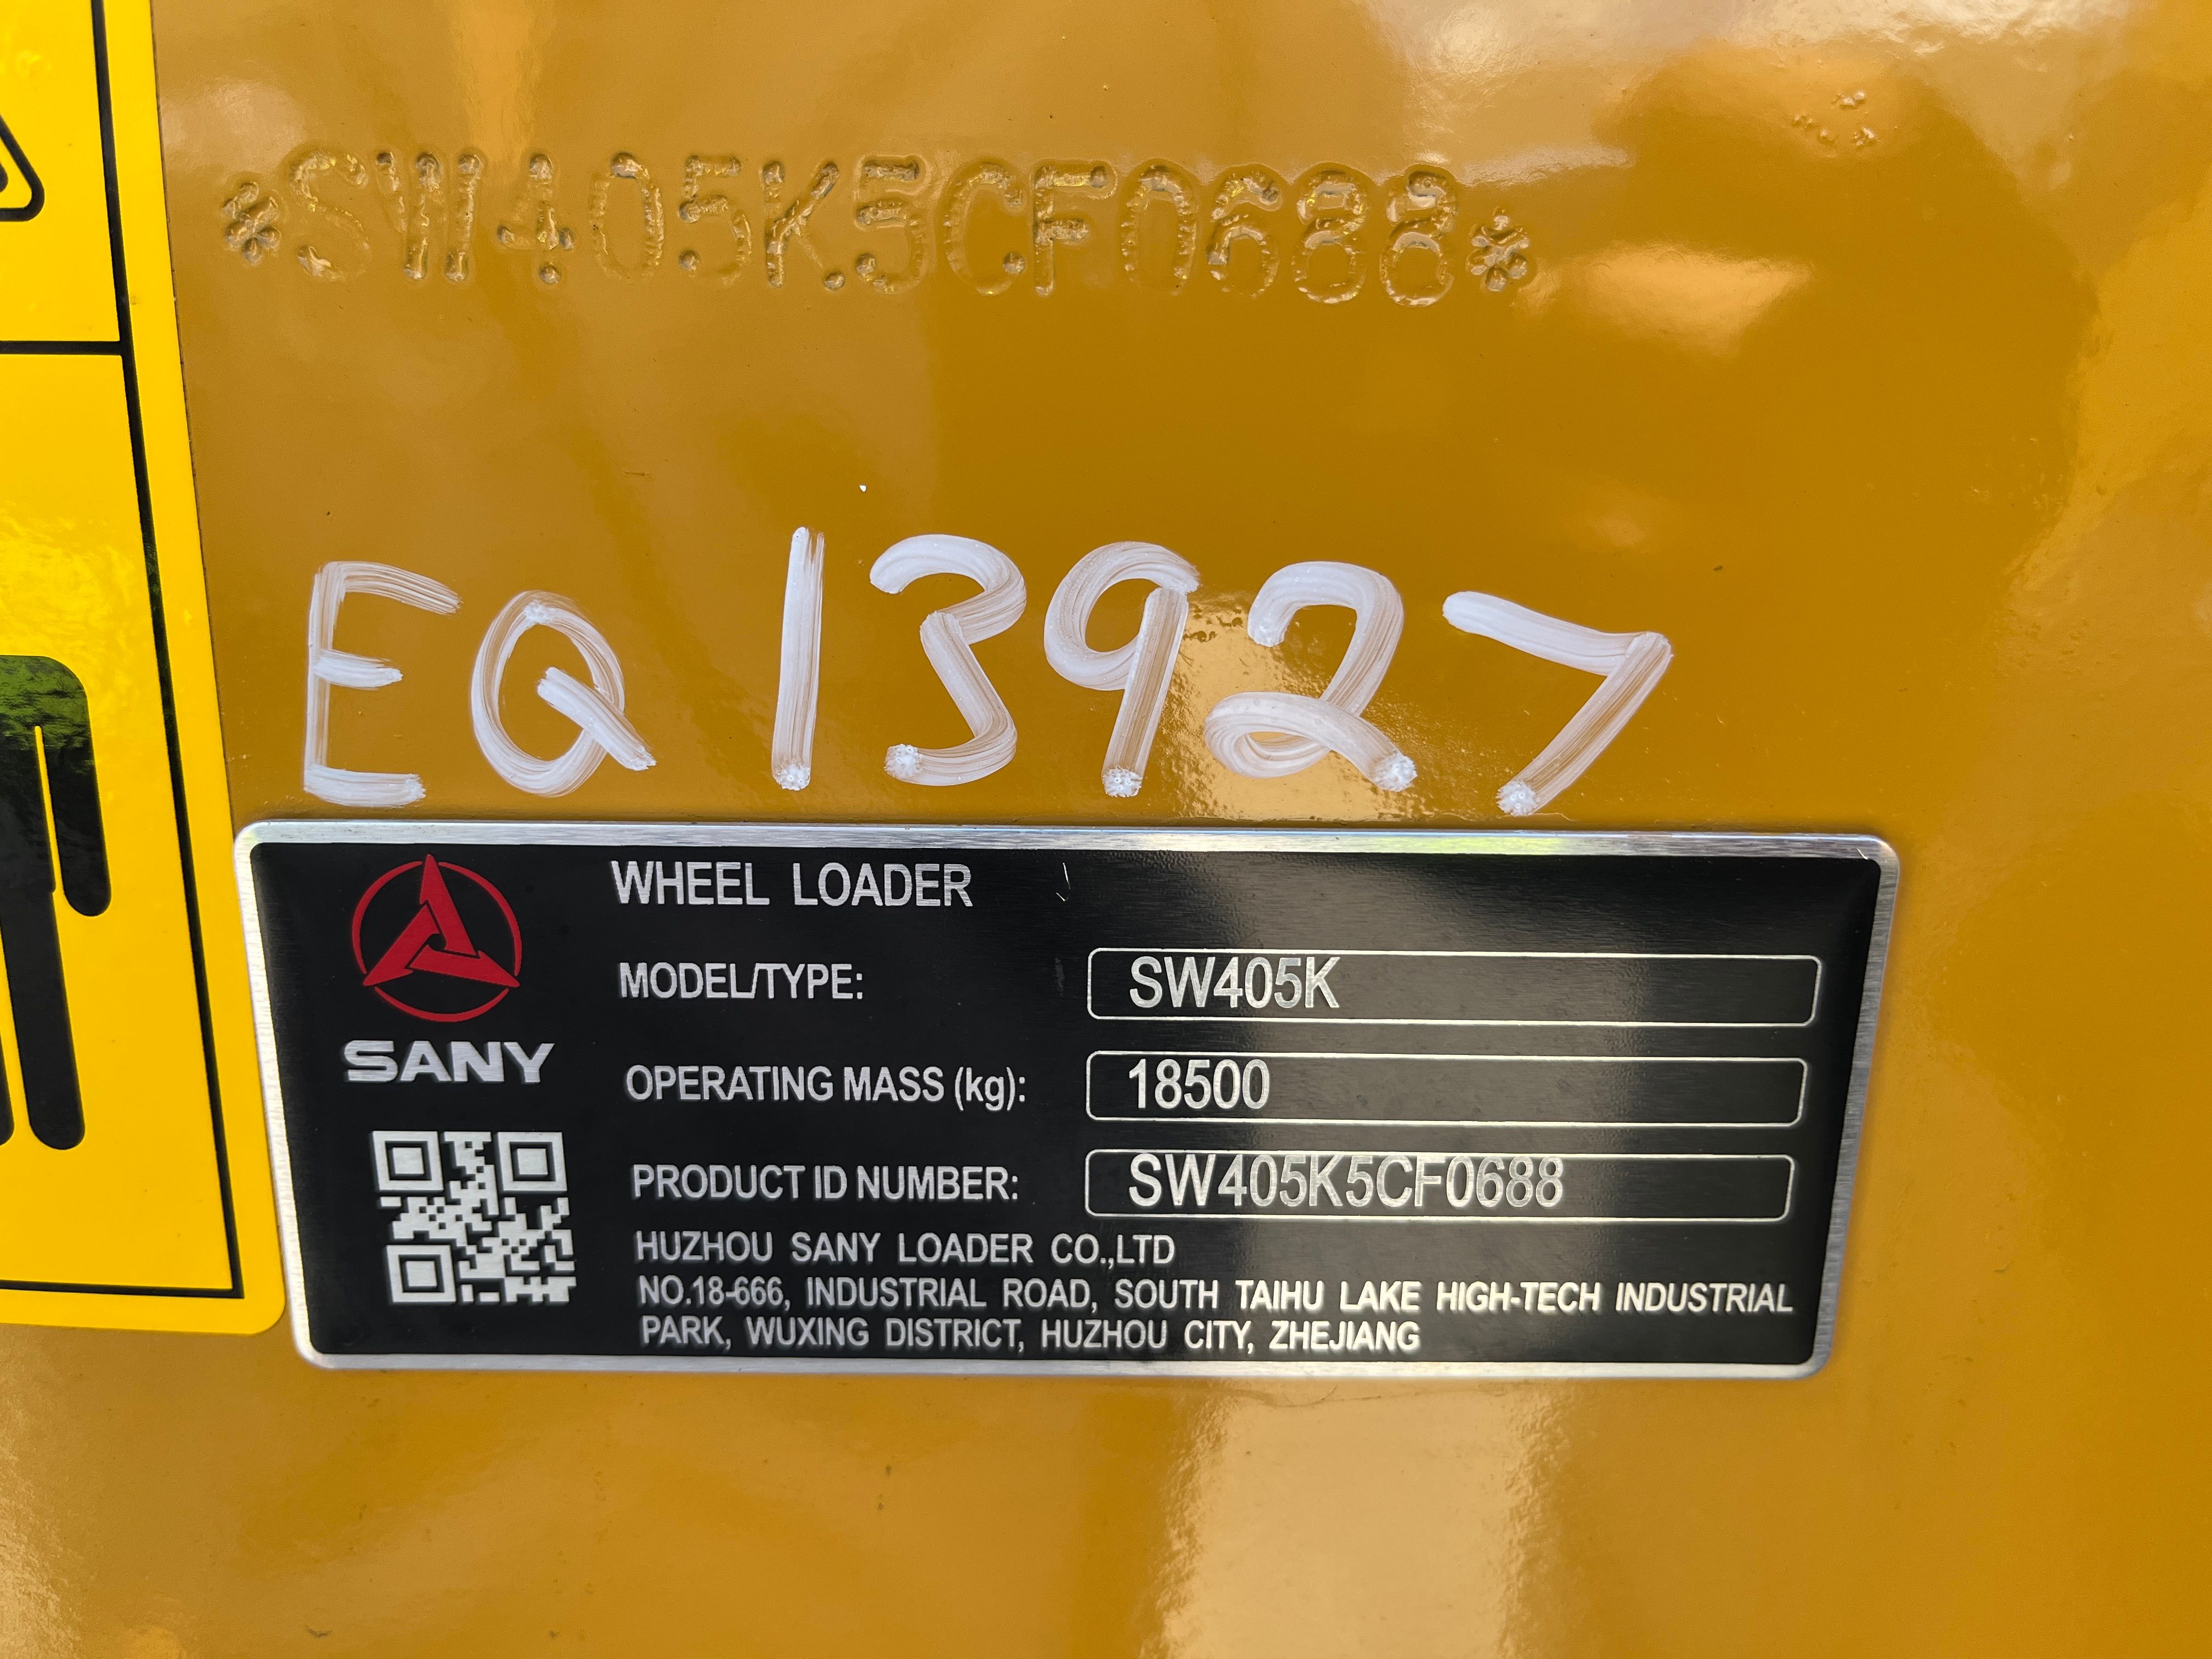 *SW405K5CF0688*
EQ 13927
WHEEL LOADER
MODEL/TYPE: SW405K
SANY
OPERATING MASS (kg): 18500
PRODUCT ID NUMBER: SW405K5CF0688
HUZHOU SANY LOADER CO.,LTD
NO.18-666, INDUSTRIAL ROAD, SOUTH TAIHU LAKE HIGH-TECH INDUSTRIAL
PARK, WUXING DISTRICT, HUZHOU CITY, ZHEJIANG